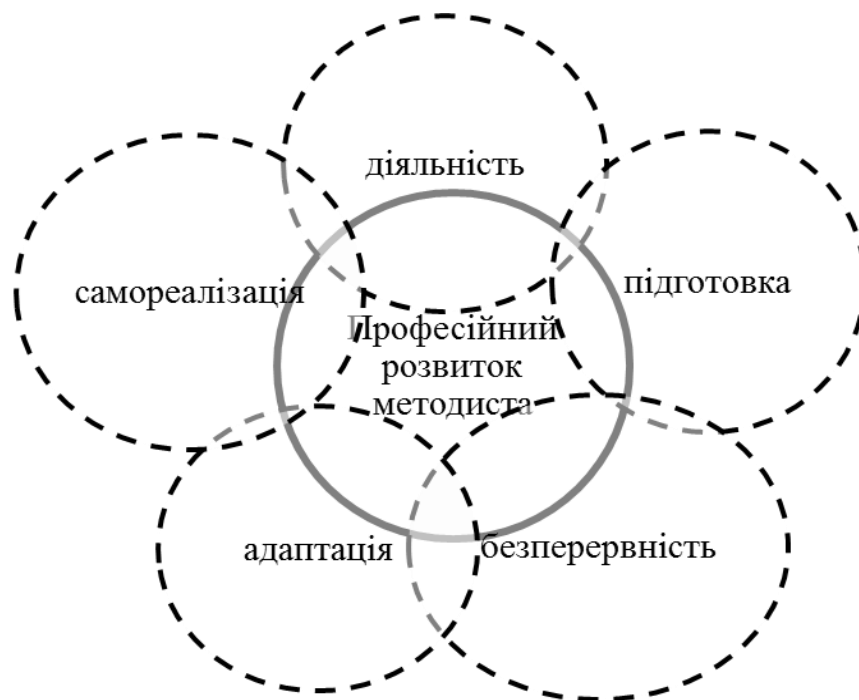 діяльність
самореалізація
підготовка
Професійний
розвиток
методиста
адаптація
безперервність